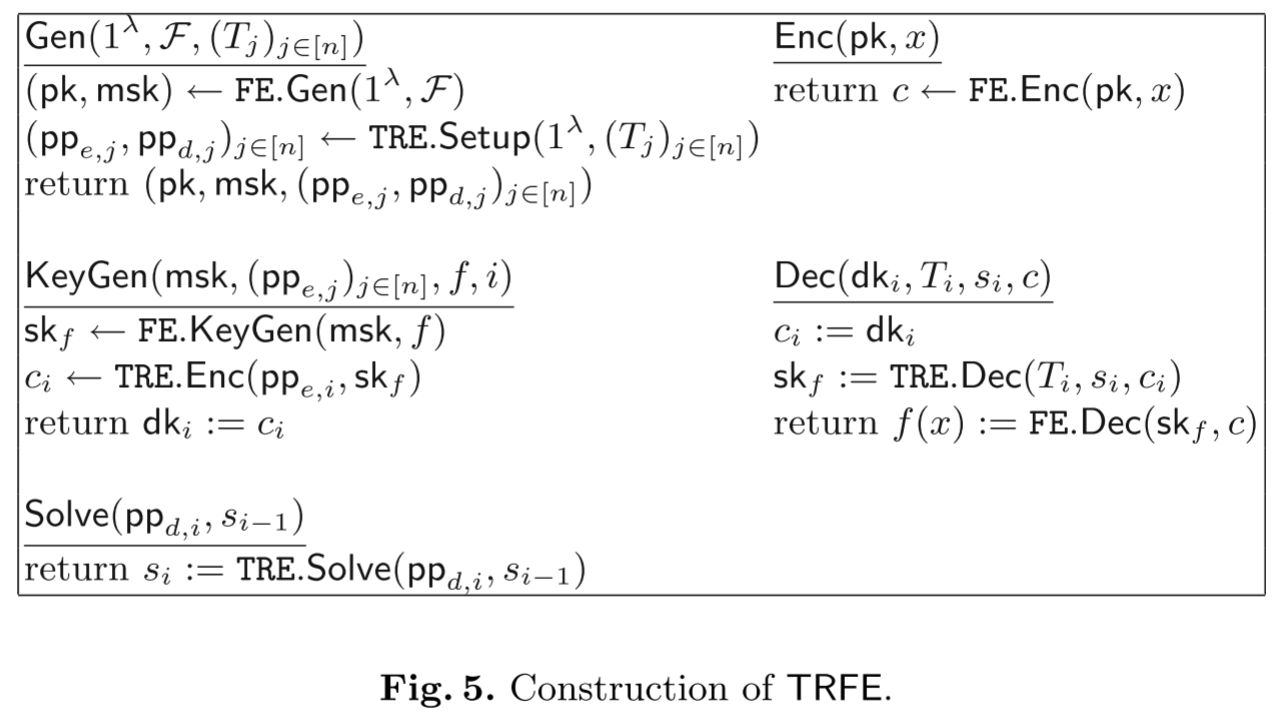 Gen(1^λ, ℱ, (T_j)_{j∈[n]})
(pk, msk) ← FE.Gen(1^λ, ℱ)
(pp_{e,j}, pp_{d,j})_{j∈[n]} ← TRE.Setup(1^λ, (T_j)_{j∈[n]})
return (pk, msk, (pp_{e,j}, pp_{d,j})_{j∈[n]})
Enc(pk, x)
return c ← FE.Enc(pk, x)
KeyGen(msk, (pp_{e,j})_{j∈[n]}, f, i)
sk_f ← FE.KeyGen(msk, f)
c_i ← TRE.Enc(pp_{e,i}, sk_f)
return dk_i := c_i
Dec(dk_i, T_i, s_i, c)
c_i := dk_i
sk_f := TRE.Dec(T_i, s_i, c_i)
return f(x) := FE.Dec(sk_f, c)
Solve(pp_{d,i}, s_{i−1})
return s_i := TRE.Solve(pp_{d,i}, s_{i−1})
Fig. 5. Construction of TRFE.